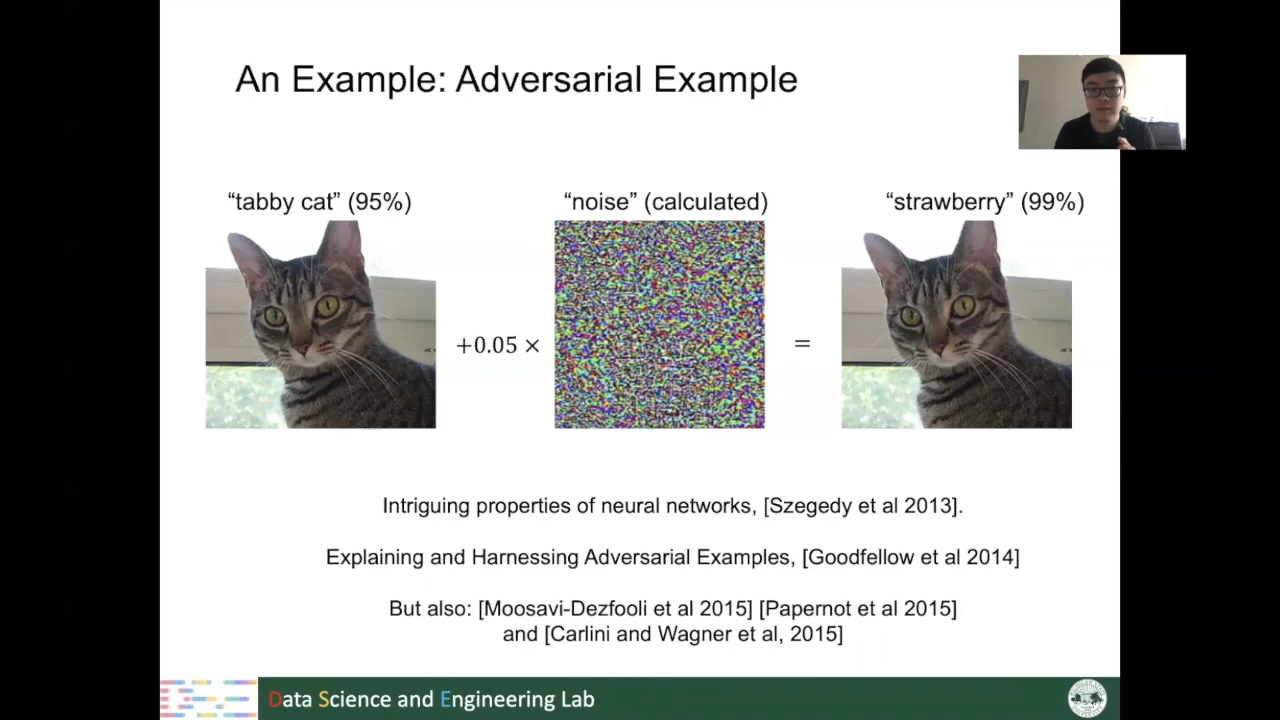 An Example: Adversarial Example
“tabby cat” (95%)
“noise” (calculated)
“strawberry” (99%)
+0.05 ×
=
Intriguing properties of neural networks, [Szegedy et al 2013].
Explaining and Harnessing Adversarial Examples, [Goodfellow et al 2014]
But also: [Moosavi-Dezfooli et al 2015] [Papernot et al 2015]
and [Carlini and Wagner et al, 2015]
Data Science and Engineering Lab